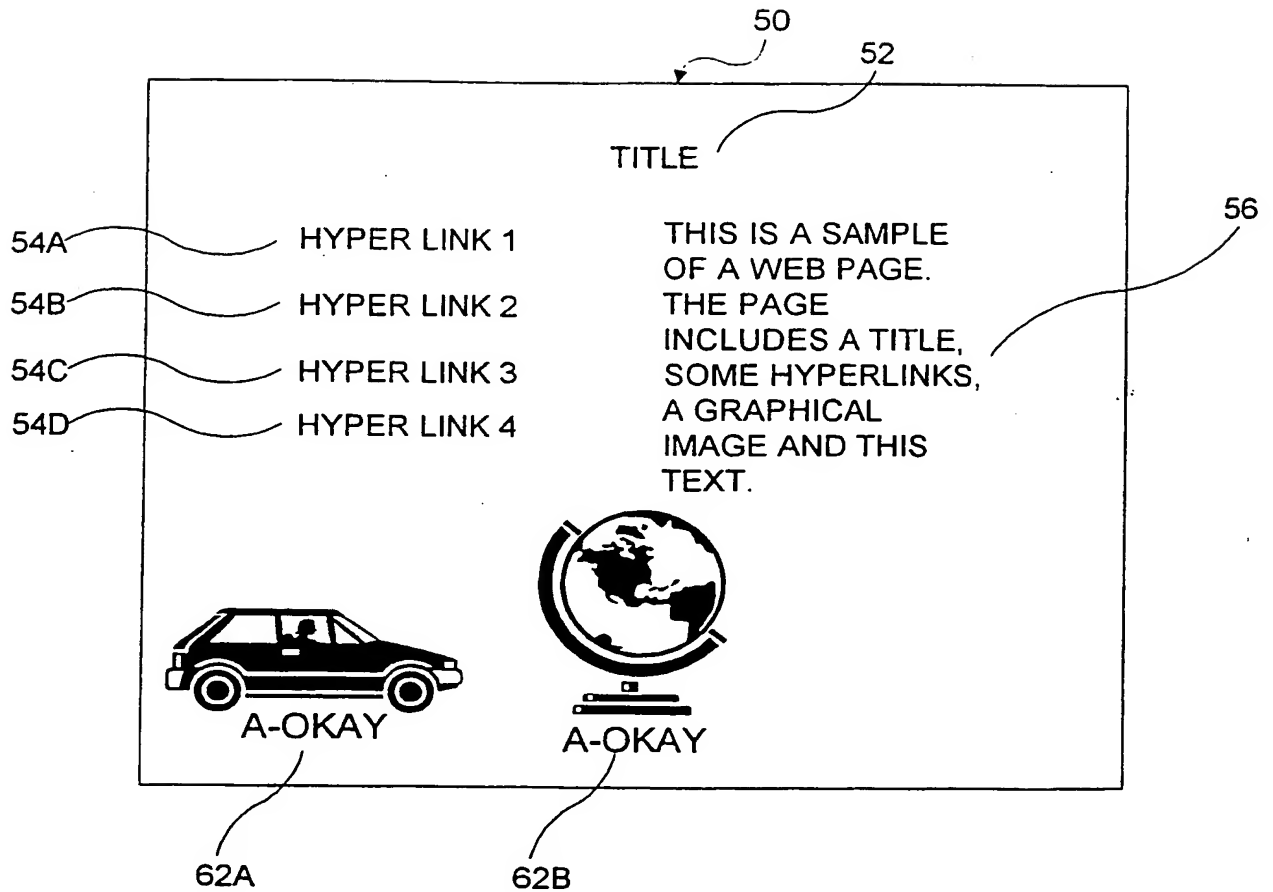 50
52
TITLE
56
54A
HYPER LINK 1
54B
HYPER LINK 2
54C
HYPER LINK 3
54D
HYPER LINK 4
THIS IS A SAMPLE
OF A WEB PAGE.
THE PAGE
INCLUDES A TITLE,
SOME HYPERLINKS,
A GRAPHICAL
IMAGE AND THIS
TEXT.
A-OKAY
A-OKAY
62A
62B